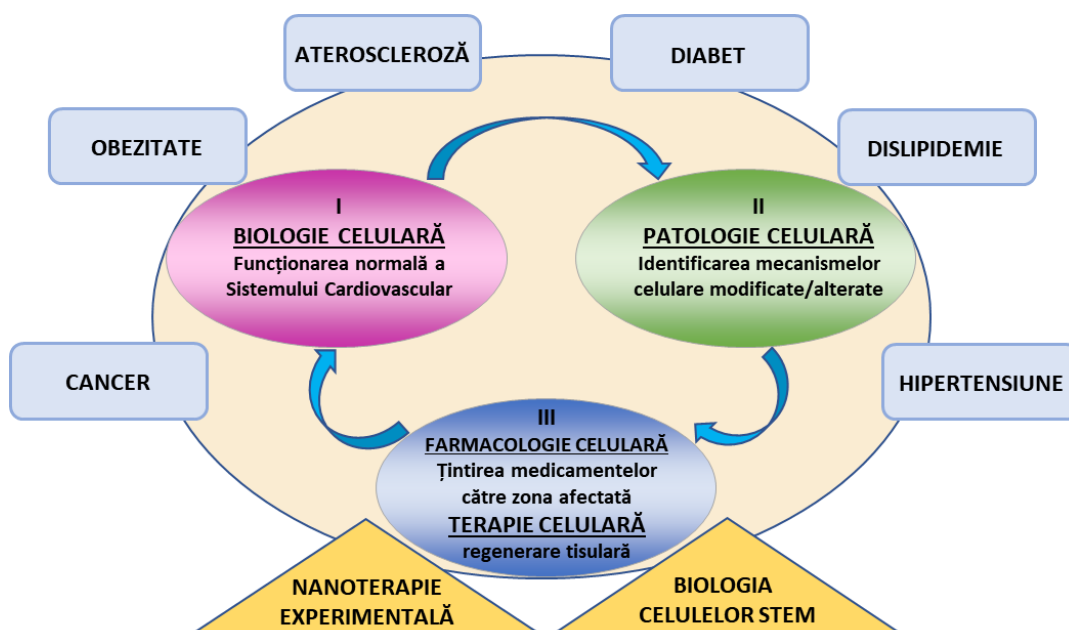 ATEROSCLEROZĂ
DIABET
OBEZITATE
DISLIPIDEMIE
I
BIOLOGIE CELULARĂ
Funcționarea normală a
Sistemului Cardiovascular
II
PATOLOGIE CELULARĂ
Identificarea mecanismelor
celulare modificate/alterate
CANCER
HIPERTENSIUNE
III
FARMACOLOGIE CELULARĂ
Țintirea medicamentelor
către zona afectată
TERAPIE CELULARĂ
regenerare tisulară
NANOTERAPIE
EXPERIMENTALĂ
BIOLOGIA
CELULELOR STEM